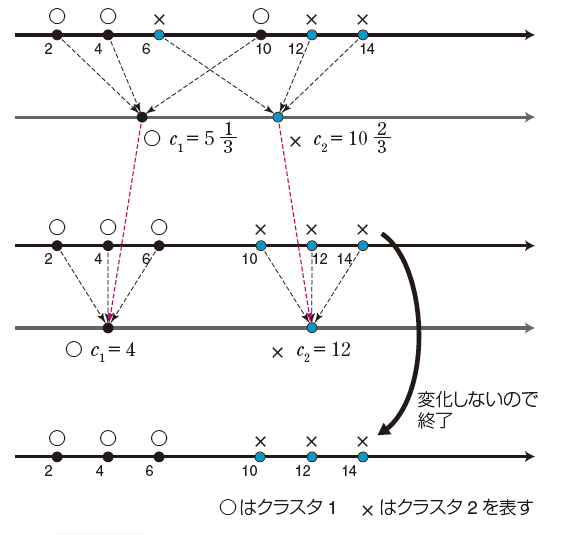 ○ ○ × ○ × ×
2 4 6 10 12 14
○ c₁ = 5 1/3 × c₂ = 10 2/3
○ ○ ○ × × ×
2 4 6 10 12 14
○ c₁ = 4 × c₂ = 12
変化しないので
終了
○ ○ ○ × × ×
2 4 6 10 12 14
○はクラスタ1 ×はクラスタ2を表す